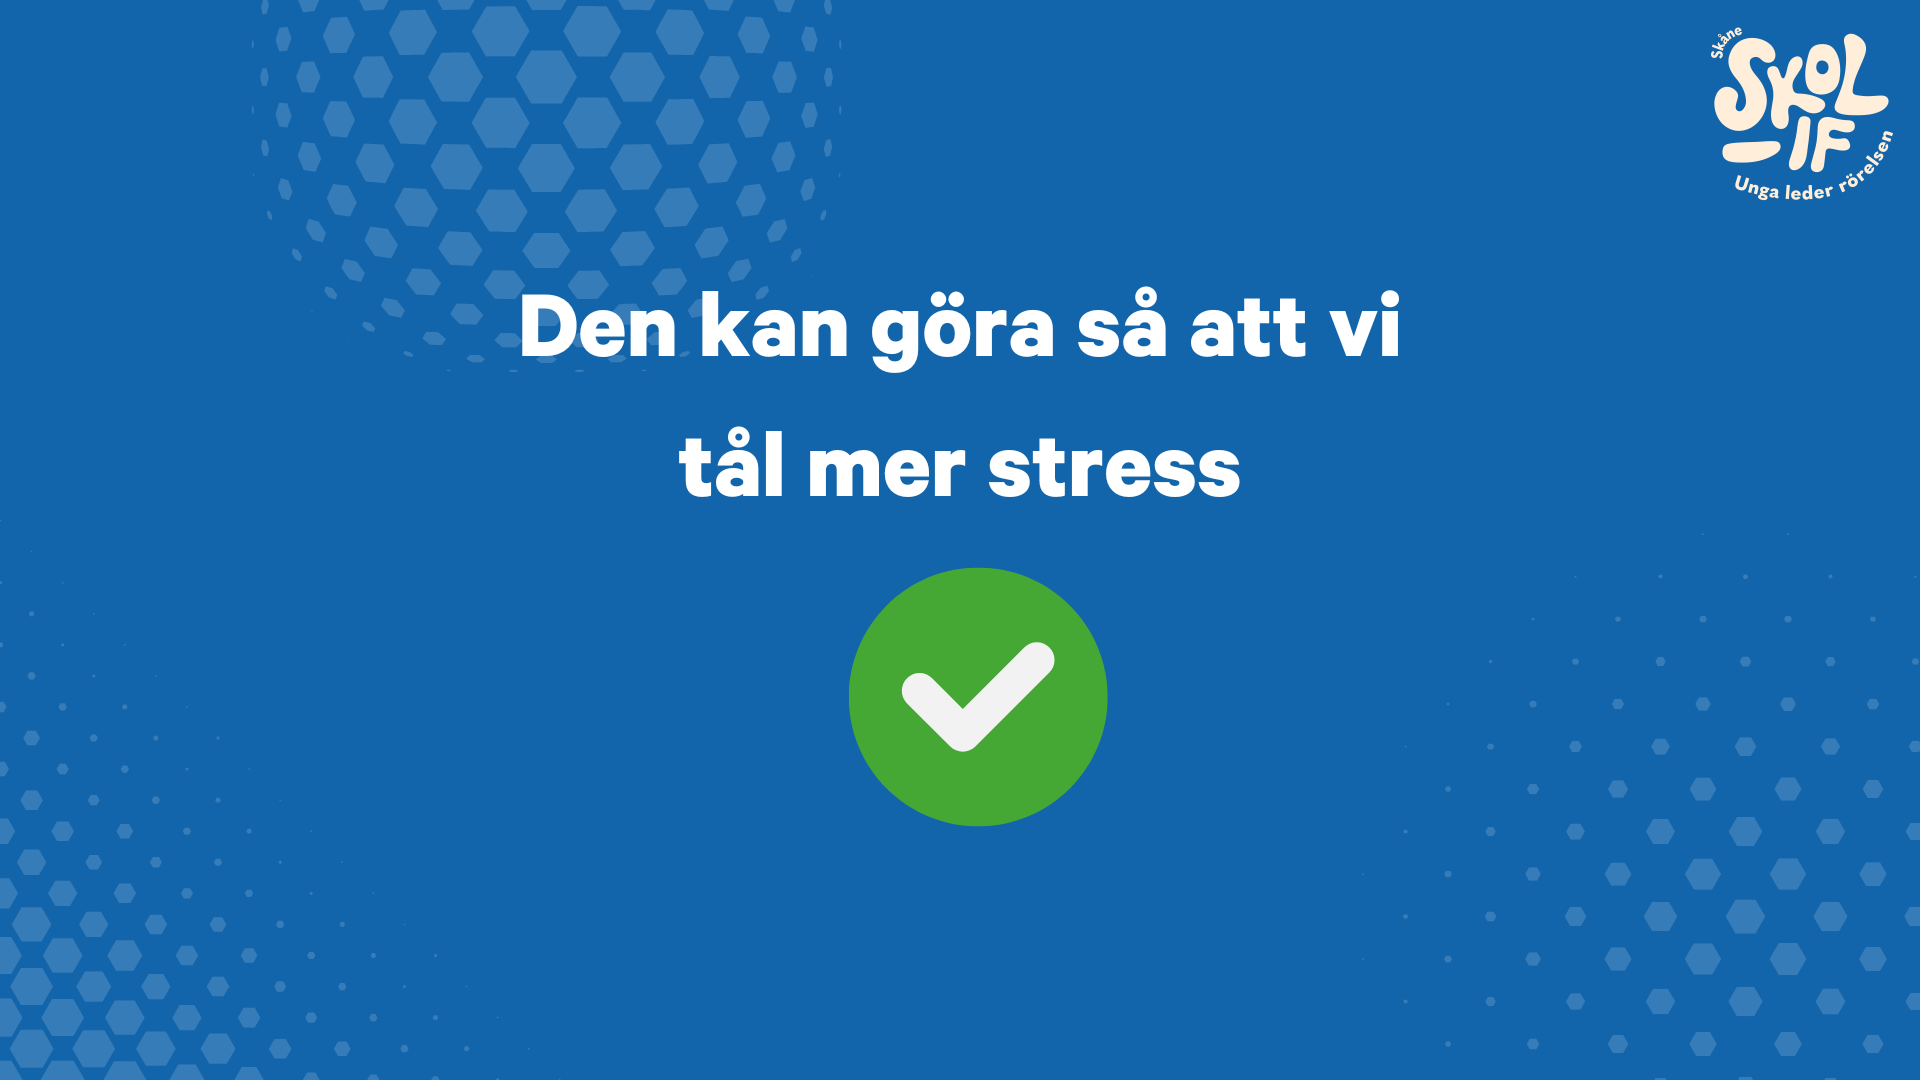 Skåne
SKOL
IF
Unga leder rörelsen
Den kan göra så att vi
tål mer stress